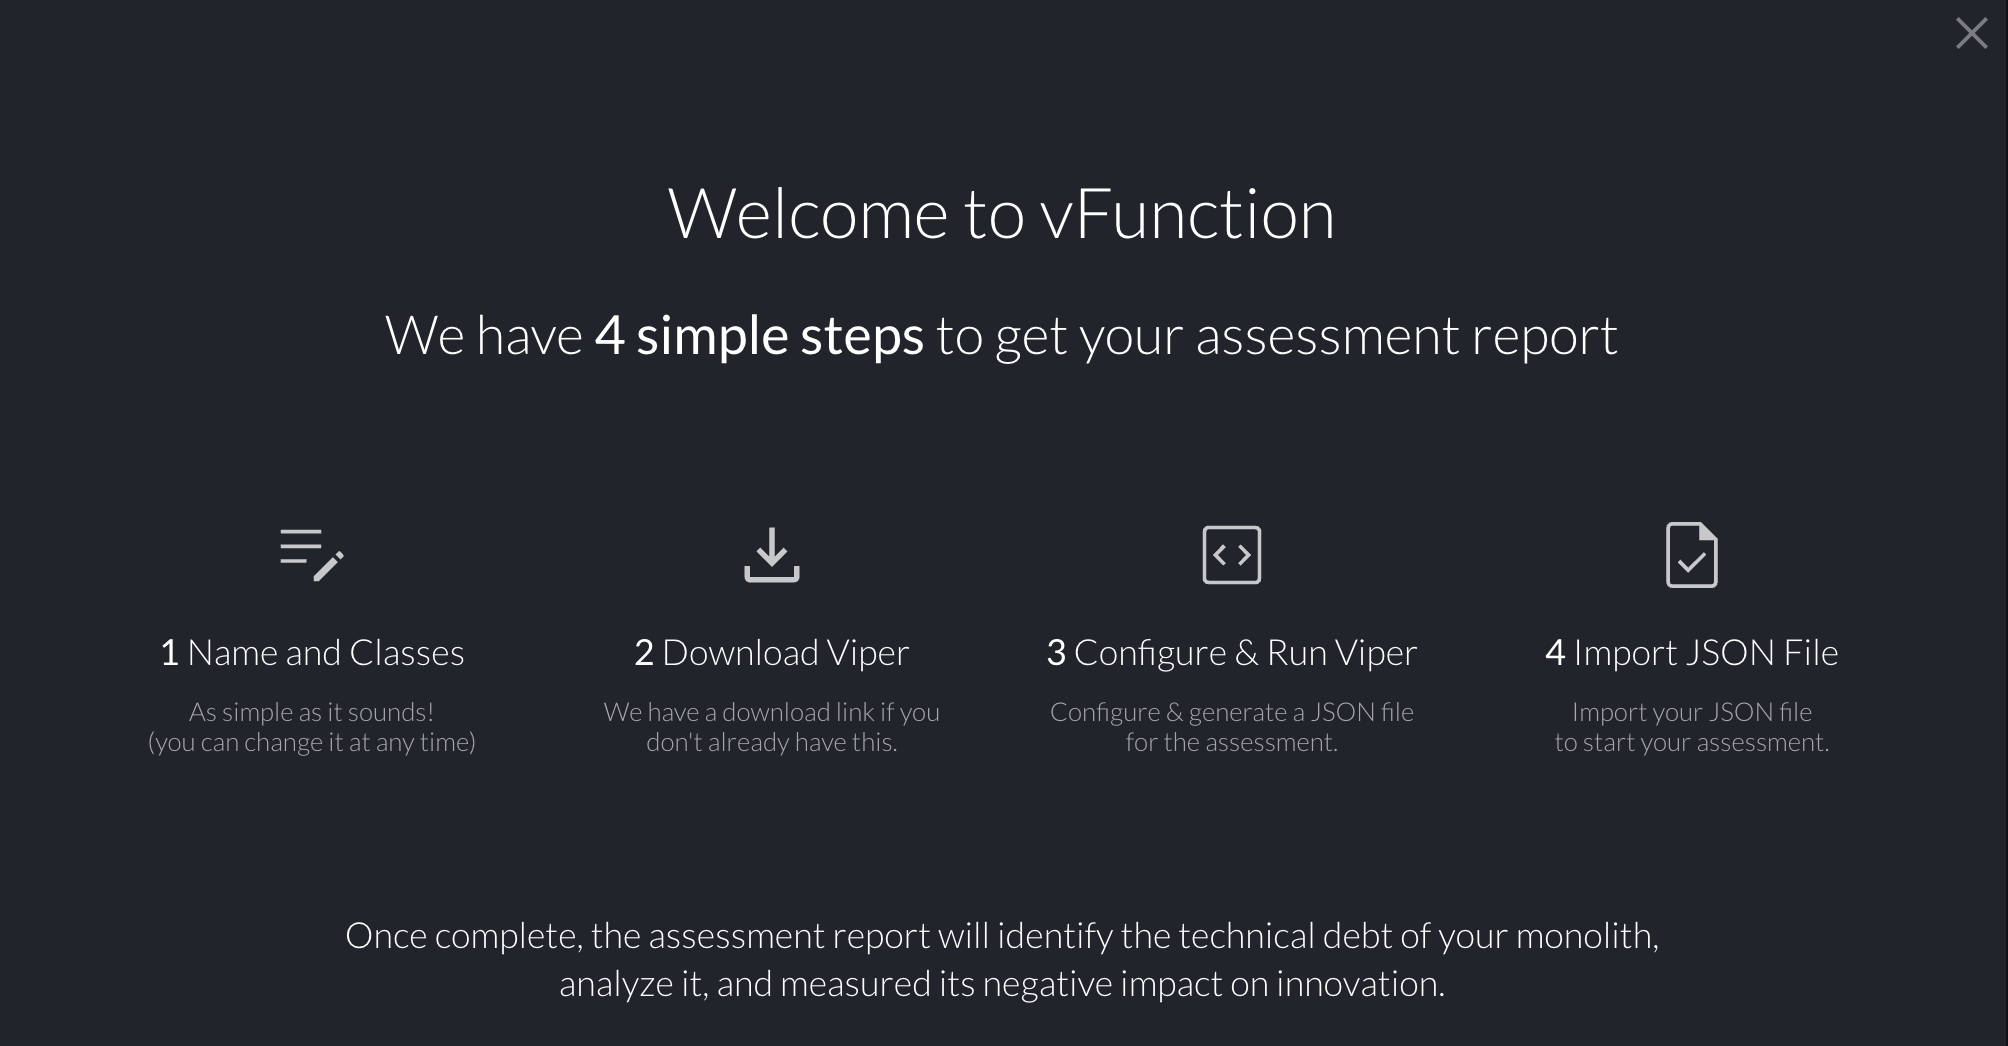 Welcome to vFunction
We have 4 simple steps to get your assessment report
1 Name and Classes
As simple as it sounds!
(you can change it at any time)
2 Download Viper
We have a download link if you
don't already have this.
3 Configure & Run Viper
Configure & generate a JSON file
for the assessment.
4 Import JSON File
Import your JSON file
to start your assessment.
Once complete, the assessment report will identify the technical debt of your monolith,
analyze it, and measured its negative impact on innovation.